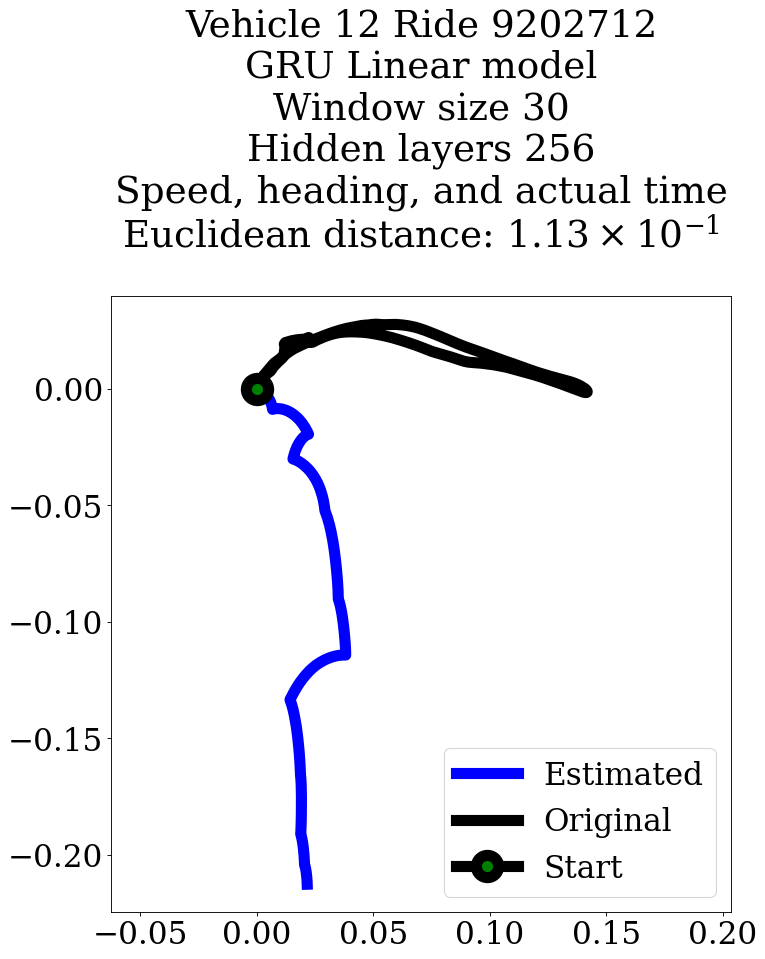 Vehicle 12 Ride 9202712
GRU Linear model
Window size 30
Hidden layers 256
Speed, heading, and actual time
Euclidean distance: 1.13 × 10⁻¹
0.00
−0.05
−0.10
−0.15
−0.20
Estimated
Original
Start
−0.05 0.00 0.05 0.10 0.15 0.20